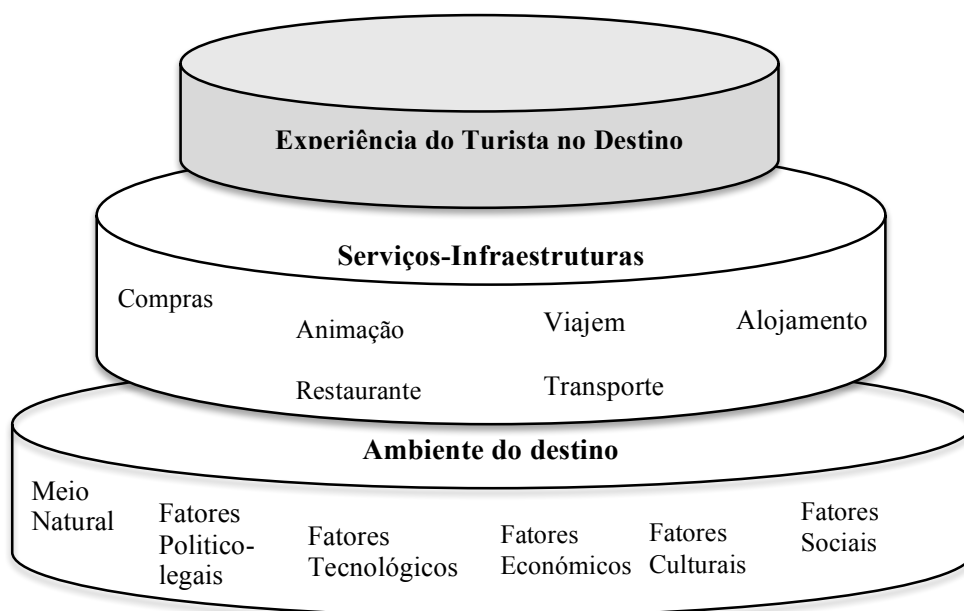 Experiência do Turista no Destino
Serviços-Infraestruturas
Compras
Animação
Viajem
Alojamento
Restaurante
Transporte
Ambiente do destino
Meio
Natural
Fatores
Politico-
legais
Fatores
Tecnológicos
Fatores
Económicos
Fatores
Culturais
Fatores
Sociais